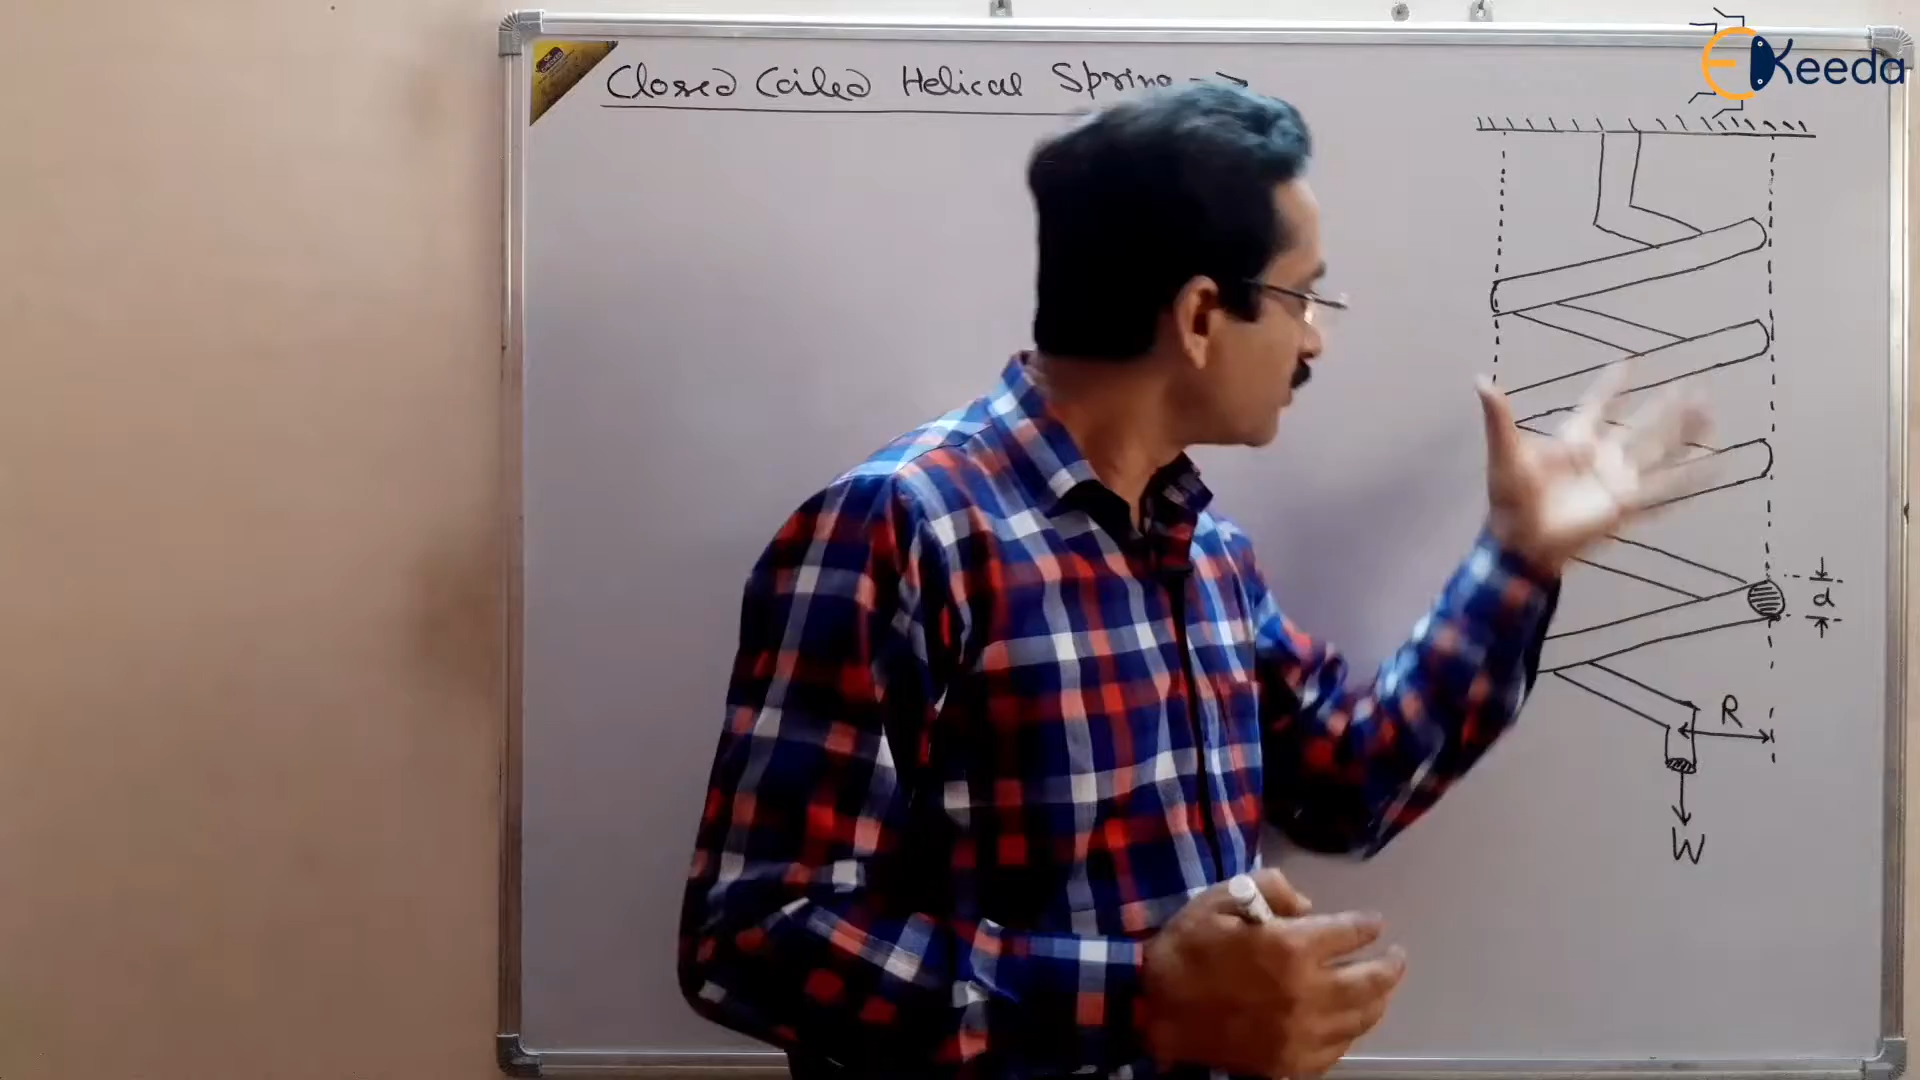 Closed Coiled Helical Spring →
EKeeda
d
R
W